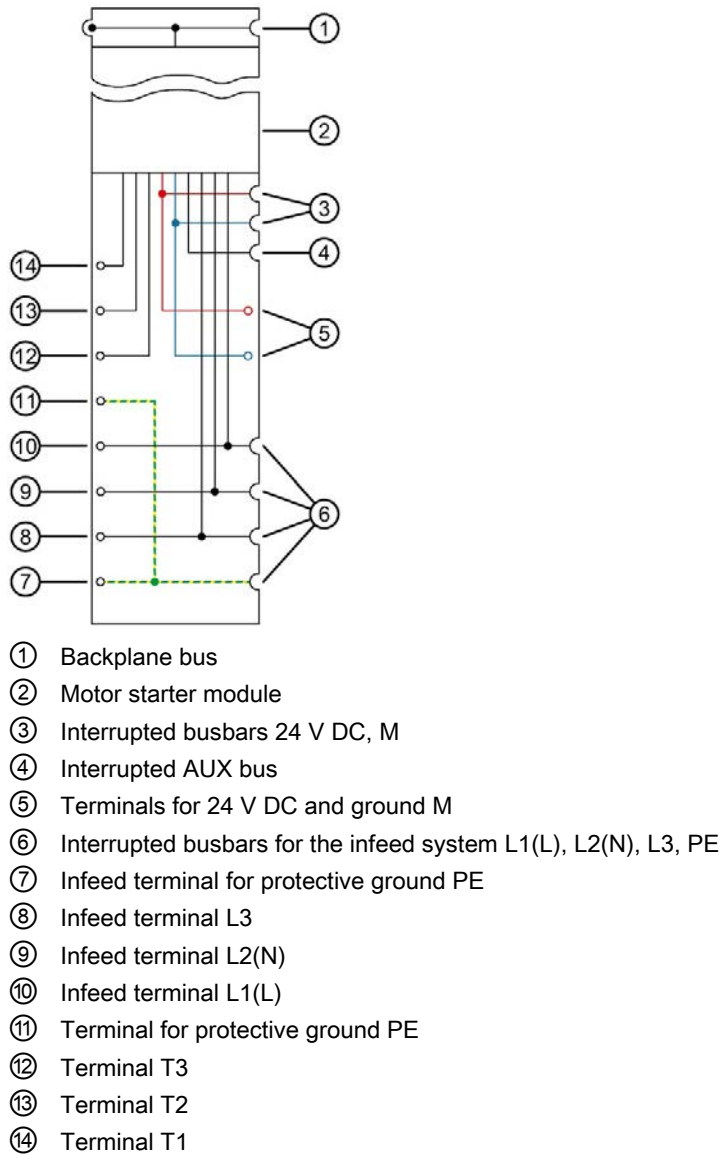 ①
②
③
④
⑭
⑬
⑤
⑫
⑪
⑩
⑨
⑥
⑧
⑦
① Backplane bus
② Motor starter module
③ Interrupted busbars 24 V DC, M
④ Interrupted AUX bus
⑤ Terminals for 24 V DC and ground M
⑥ Interrupted busbars for the infeed system L1(L), L2(N), L3, PE
⑦ Infeed terminal for protective ground PE
⑧ Infeed terminal L3
⑨ Infeed terminal L2(N)
⑩ Infeed terminal L1(L)
⑪ Terminal for protective ground PE
⑫ Terminal T3
⑬ Terminal T2
⑭ Terminal T1